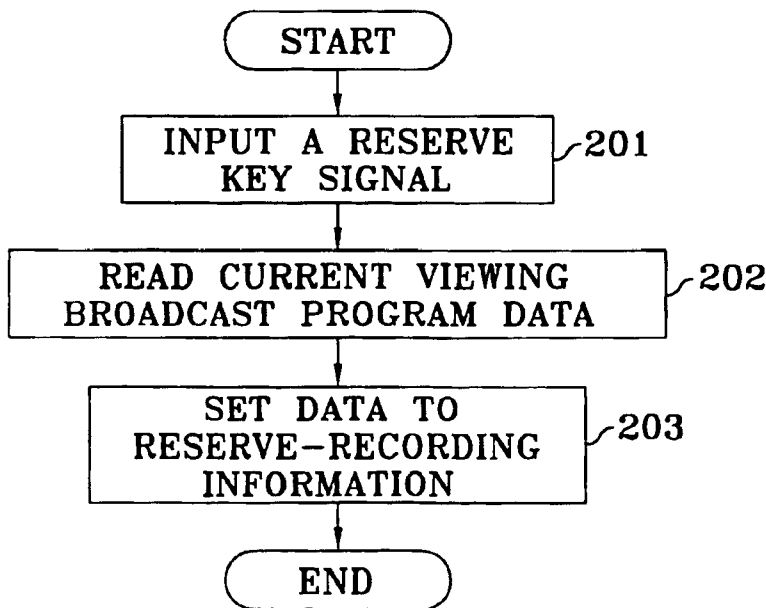 START
INPUT A RESERVE
KEY SIGNAL
201
READ CURRENT VIEWING
BROADCAST PROGRAM DATA
202
SET DATA TO
RESERVE-RECORDING
INFORMATION
203
END